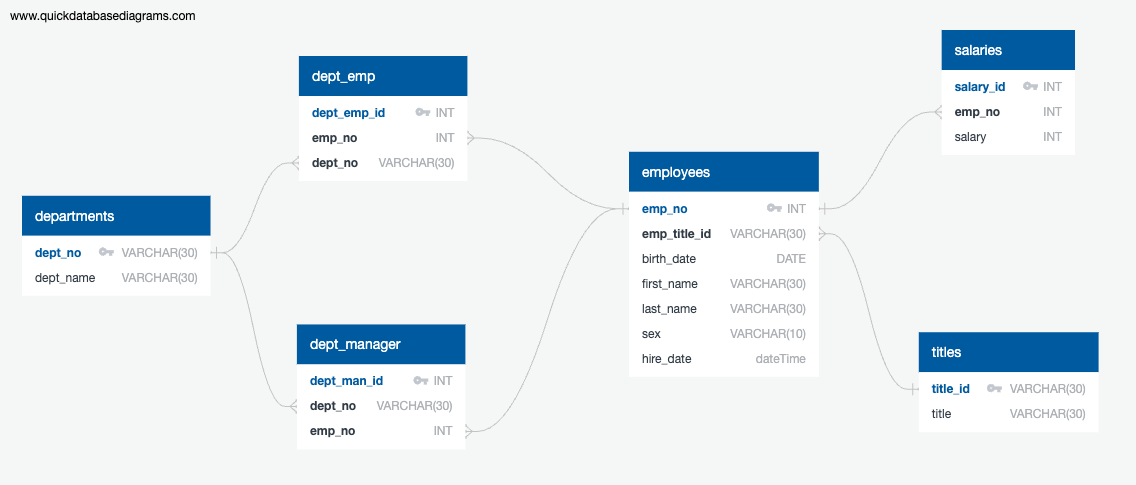 www.quickdatabasediagrams.com
dept_emp
dept_emp_id INT
emp_no INT
dept_no VARCHAR(30)
departments
dept_no VARCHAR(30)
dept_name VARCHAR(30)
dept_manager
dept_man_id INT
dept_no VARCHAR(30)
emp_no INT
employees
emp_no INT
emp_title_id VARCHAR(30)
birth_date DATE
first_name VARCHAR(30)
last_name VARCHAR(30)
sex VARCHAR(10)
hire_date dateTime
salaries
salary_id INT
emp_no INT
salary INT
titles
title_id VARCHAR(30)
title VARCHAR(30)